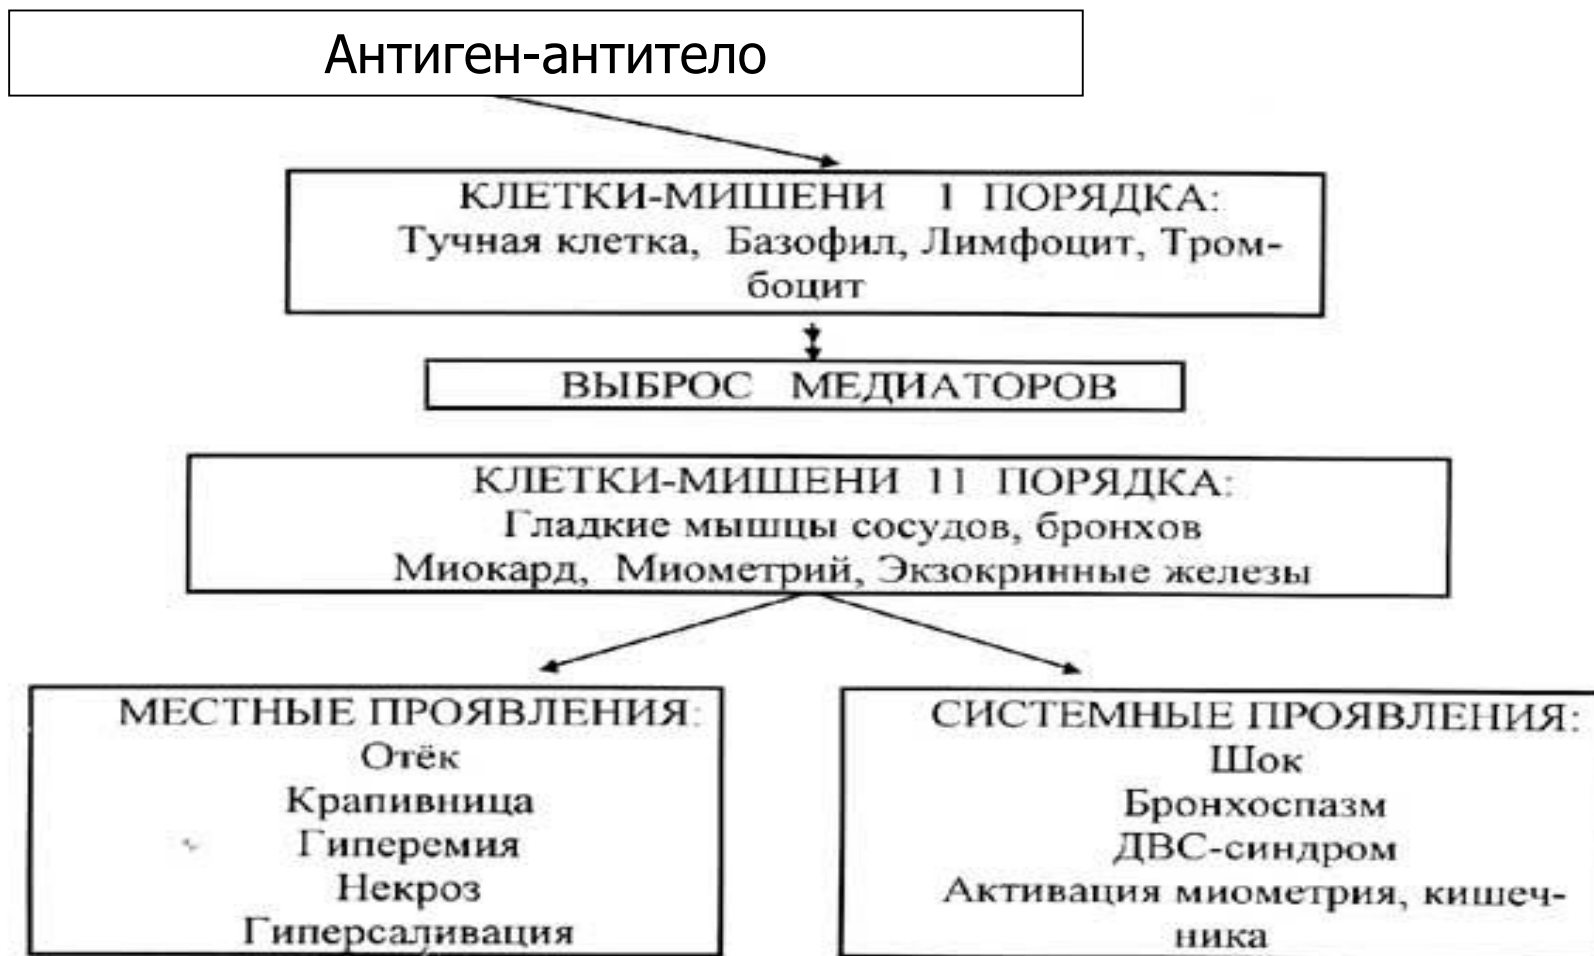 Антиген-антитело
КЛЕТКИ-МИШЕНИ 1 ПОРЯДКА:
Тучная клетка, Базофил, Лимфоцит, Тром-
боцит
ВЫБРОС МЕДИАТОРОВ
КЛЕТКИ-МИШЕНИ 11 ПОРЯДКА:
Гладкие мышцы сосудов, бронхов
Миокард, Миометрий, Экзокринные железы
МЕСТНЫЕ ПРОЯВЛЕНИЯ:
Отёк
Крапивница
Гиперемия
Некроз
Гиперсаливация
СИСТЕМНЫЕ ПРОЯВЛЕНИЯ:
Шок
Бронхоспазм
ДВС-синдром
Активация миометрия, кишеч-
ника